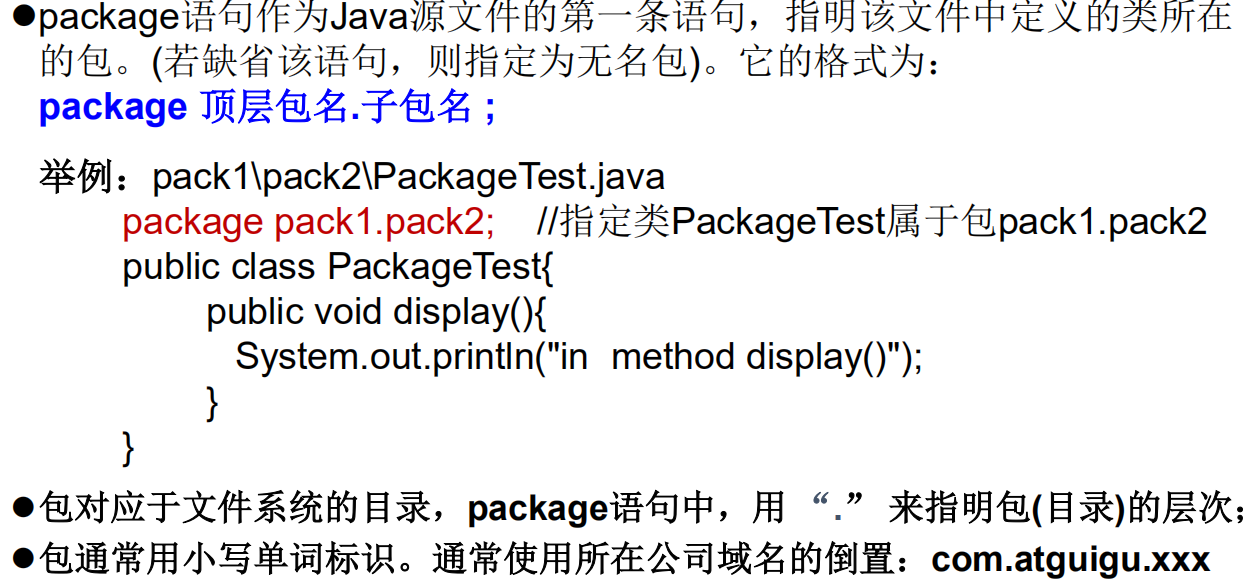 ●package语句作为Java源文件的第一条语句，指明该文件中定义的类所在
的包。(若缺省该语句，则指定为无名包)。它的格式为：
package 顶层包名.子包名 ;
举例：pack1\pack2\PackageTest.java
package pack1.pack2; //指定类PackageTest属于包pack1.pack2
public class PackageTest{
public void display(){
System.out.println("in  method display()");
}
}
●包对应于文件系统的目录，package语句中，用 “.” 来指明包(目录)的层次；
●包通常用小写单词标识。通常使用所在公司域名的倒置：com.atguigu.xxx